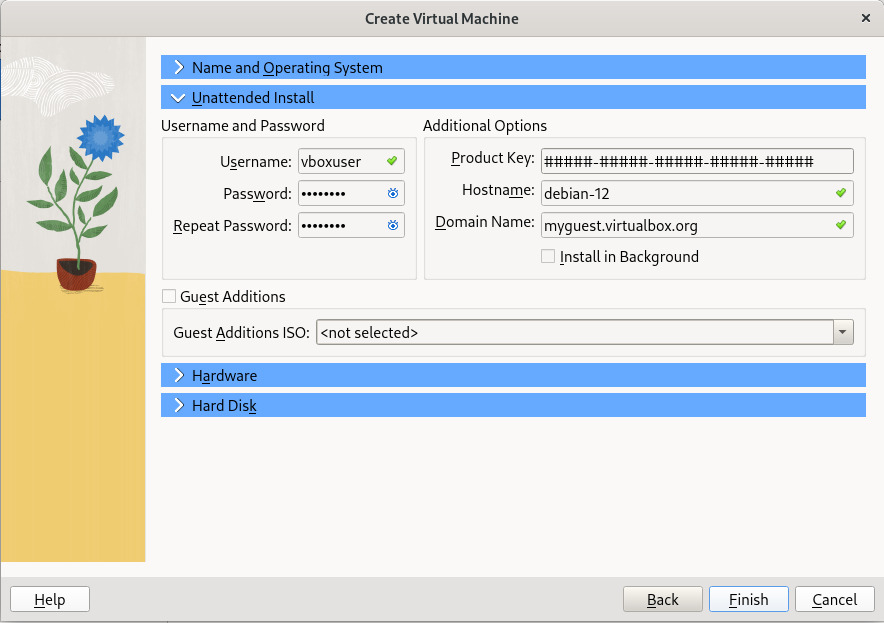 Create Virtual Machine
Name and Operating System
Unattended Install
Username and Password
Username: vboxuser
Password: ••••••••
Repeat Password: ••••••••
Additional Options
Product Key: #####-#####-#####-#####-#####
Hostname: debian-12
Domain Name: myguest.virtualbox.org
Install in Background
Guest Additions
Guest Additions ISO: <not selected>
Hardware
Hard Disk
Help Back Finish Cancel